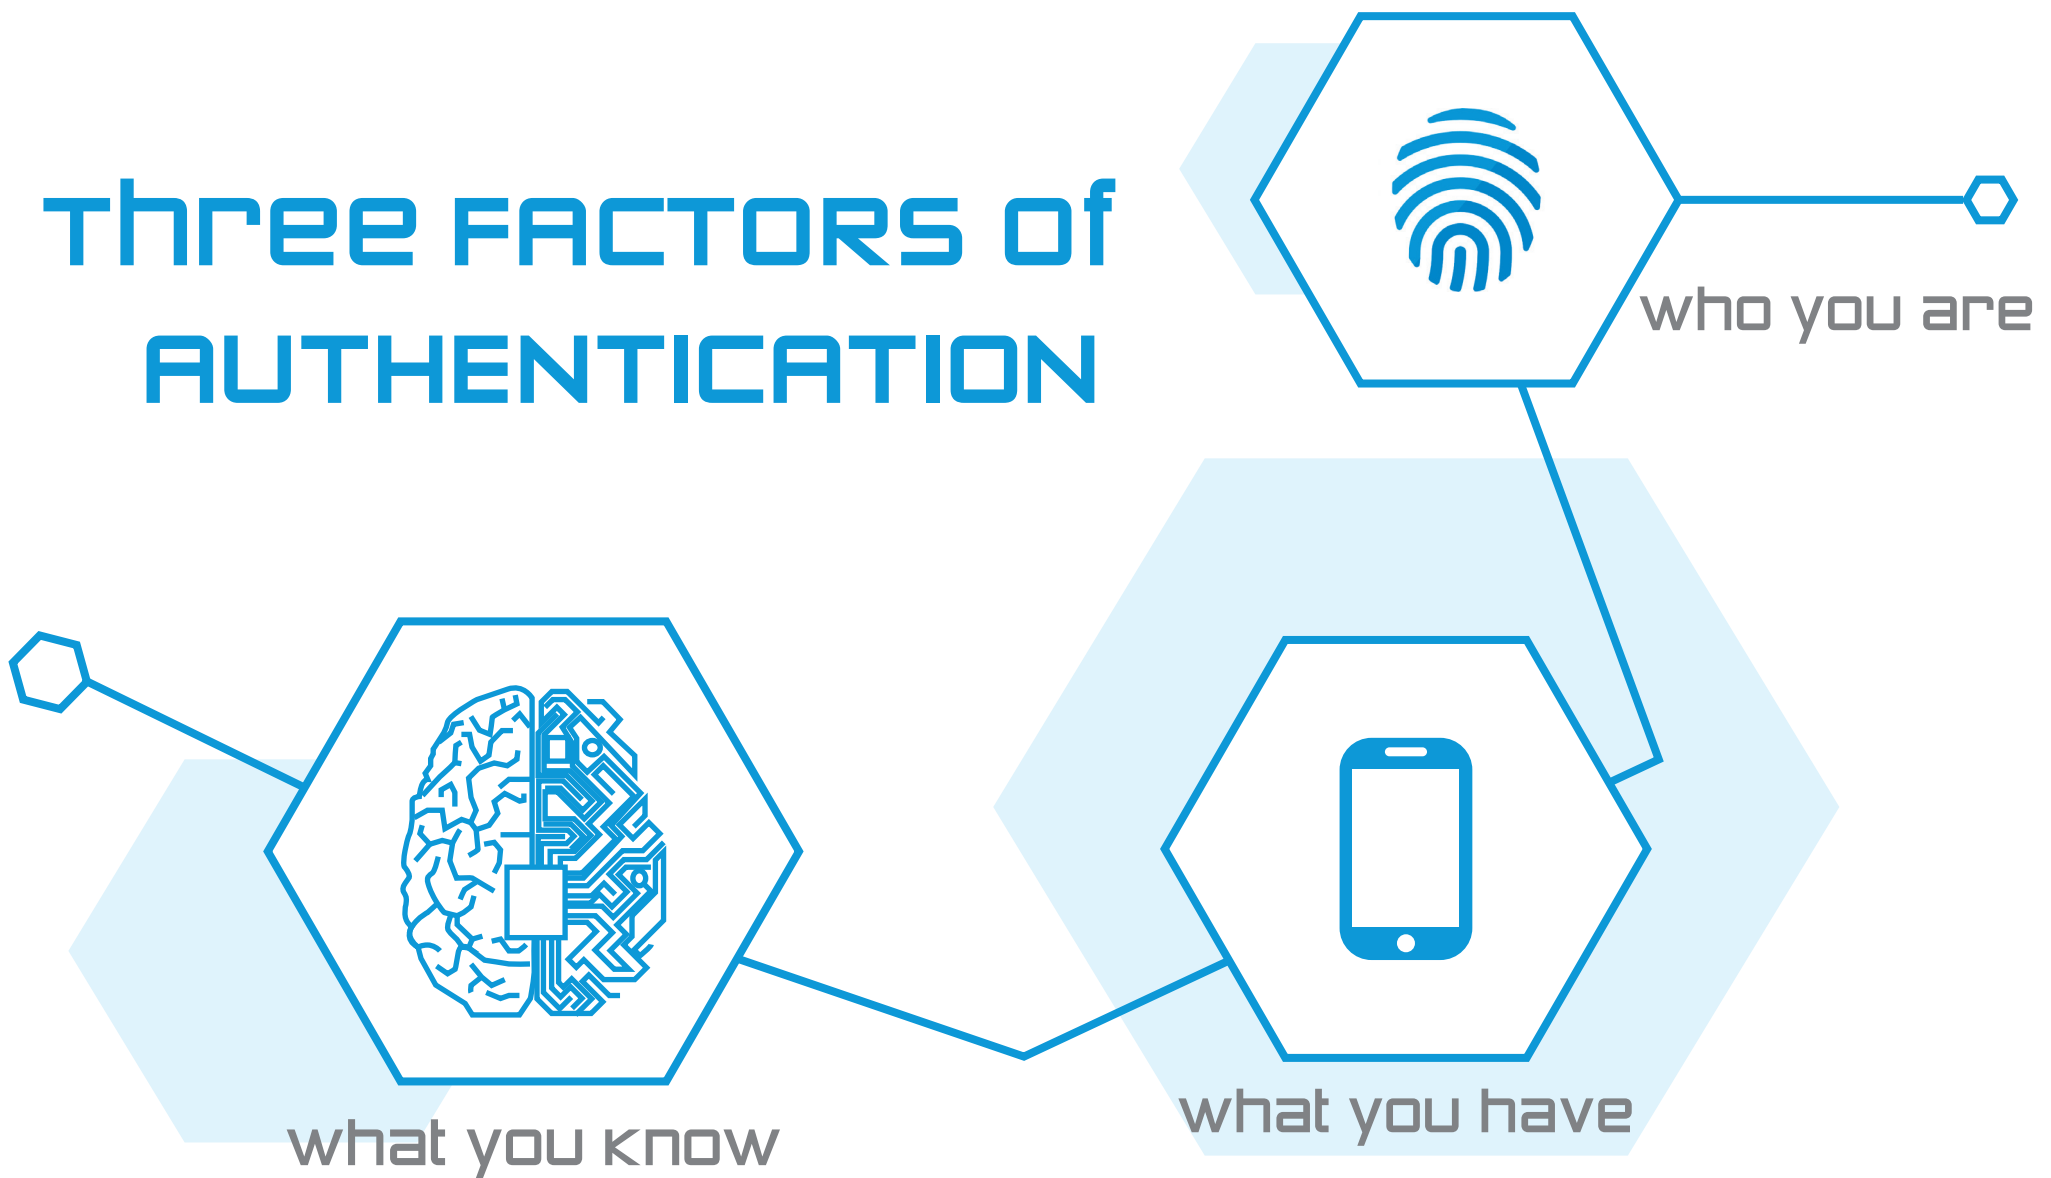 Three FACTORS of
AUTHENTICATION
who you are
what you have
what you know